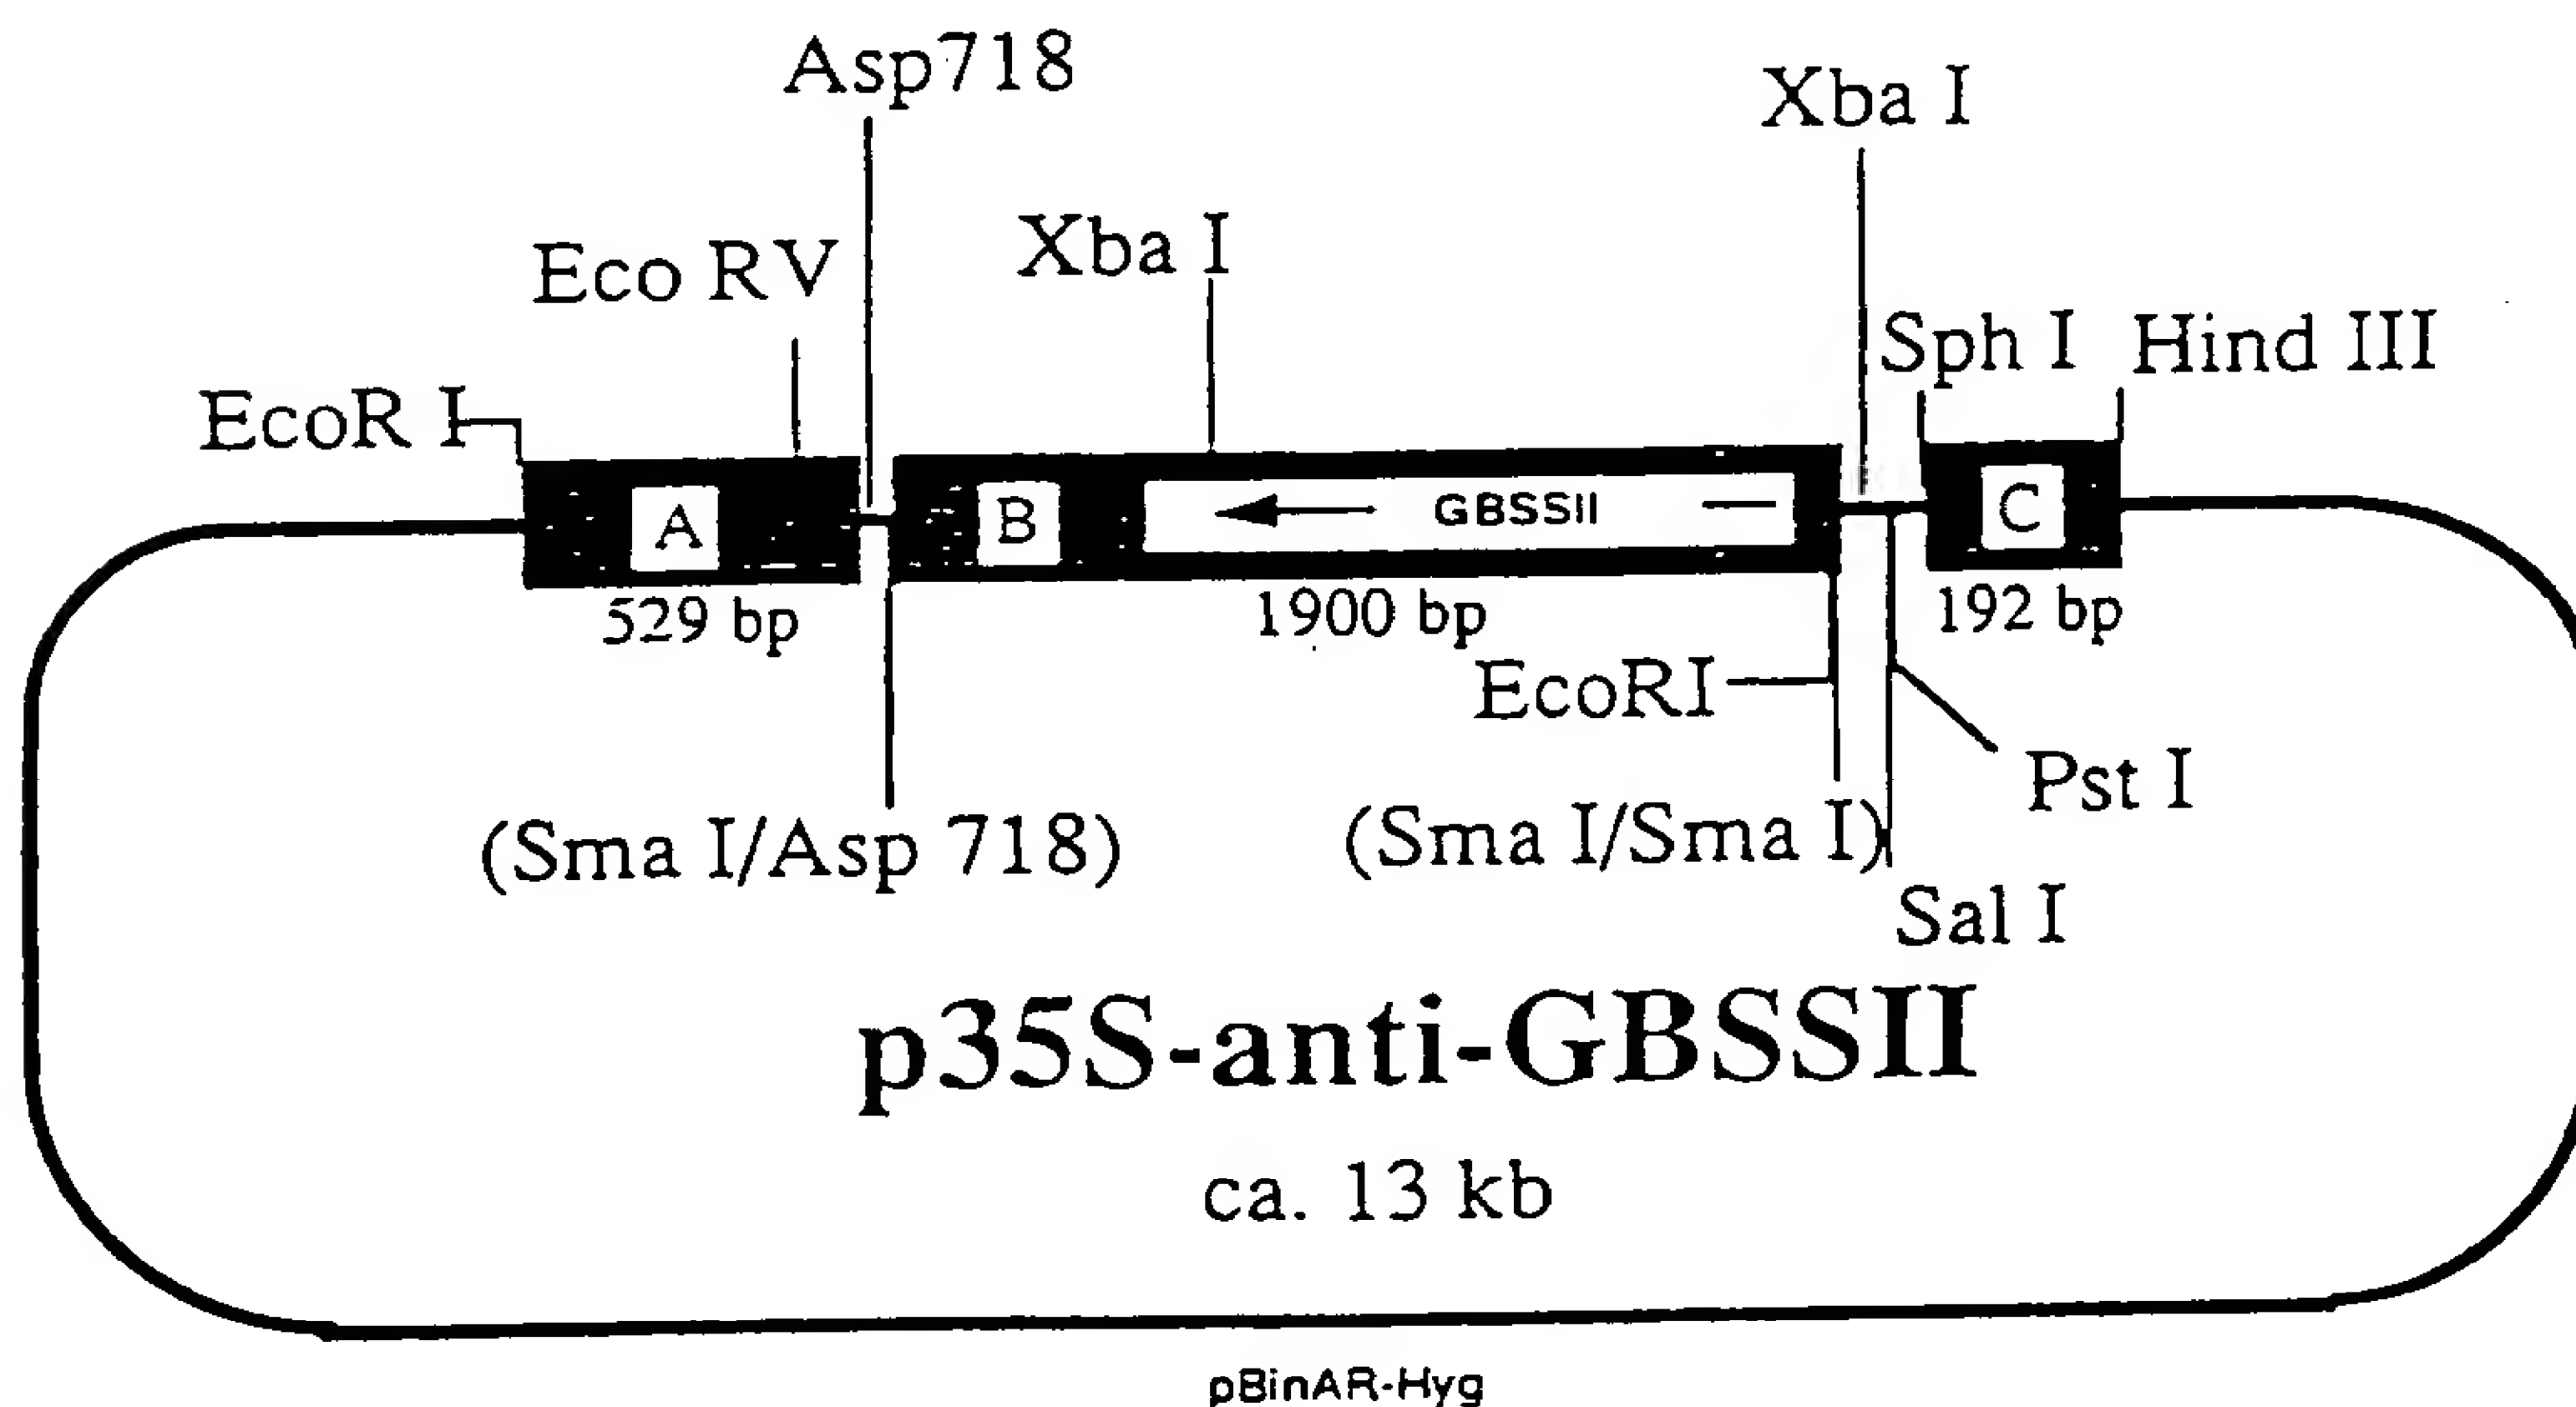 Asp718
Xba I
Xba I
Eco RV
Sph I
Hind III
EcoR I
A
B
GBSSII
C
529 bp
1900 bp
192 bp
EcoRI
Pst I
(Sma I/Asp 718)
(Sma I/Sma I)
Sal I
p35S-anti-GBSSII
ca. 13 kb
pBinAR-Hyg